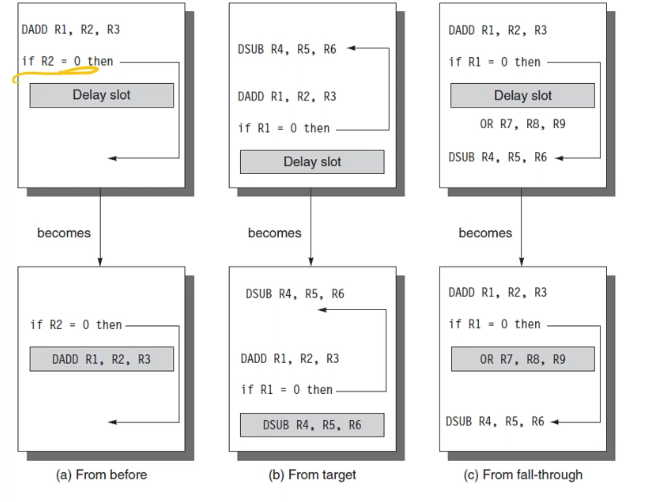 DADD R1, R2, R3
if R2 = 0 then
Delay slot
becomes
if R2 = 0 then
DADD R1, R2, R3
(a) From before
DSUB R4, R5, R6
DADD R1, R2, R3
if R1 = 0 then
Delay slot
becomes
DSUB R4, R5, R6
DADD R1, R2, R3
if R1 = 0 then
DSUB R4, R5, R6
(b) From target
DADD R1, R2, R3
if R1 = 0 then
Delay slot
OR R7, R8, R9
DSUB R4, R5, R6
becomes
DADD R1, R2, R3
if R1 = 0 then
OR R7, R8, R9
DSUB R4, R5, R6
(c) From fall-through